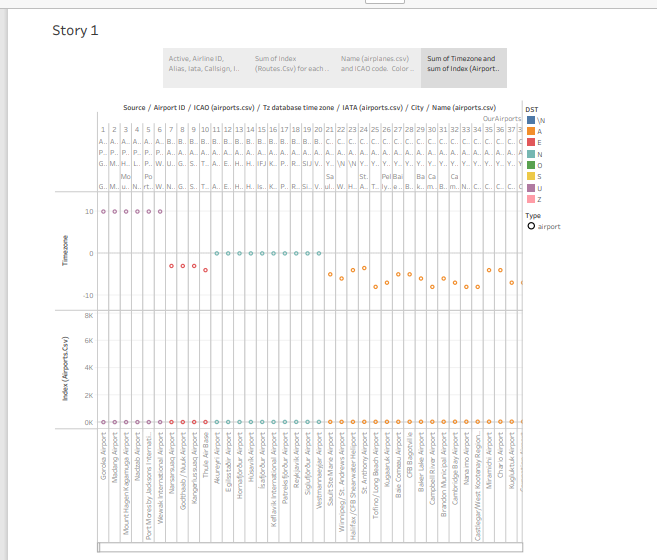 Story 1
Active, Airline ID,
Alias, Iata, Callsign, I..
Sum of Index
(Routes.Csv) for each ..
Name (airplanes.csv)
and ICAO code. Color ..
Sum of Timezone and
sum of Index (Airport..
Source / Airport ID / ICAO (airports.csv) / Tz database time zone / IATA (airports.csv) / City / Name (airports.csv)
OurAirports
1 2 3 4 5 6 7 8 9 10 11 12 13 14 15 16 17 18 19 20 21 22 23 24 25 26 27 28 29 30 31 32 33 34 35 36 37
10
0
-10
Timezone
8K
6K
4K
2K
0K
Index (Airports.Csv)
Goroka Airport
Madang Airport
Mount Hagen Kagamuga Airport
Nadzab Airport
Port Moresby Jacksons Internati..
Wewak International Airport
Narsarsuaq Airport
Godthaab / Nuuk Airport
Kangerlussuaq Airport
Thule Air Base
Akureyri Airport
Egilsstaðir Airport
Hornafjörður Airport
Húsavík Airport
Ísafjörður Airport
Keflavik International Airport
Patreksfjörður Airport
Reykjavik Airport
Siglufjörður Airport
Vestmannaeyjar Airport
Sault Ste Marie Airport
Winnipeg / St. Andrews Airport
Halifax / CFB Shearwater Heliport
St. Anthony Airport
Tofino / Long Beach Airport
Kugaaruk Airport
Baie Comeau Airport
CFB Bagotville
Baker Lake Airport
Campbell River Airport
Brandon Municipal Airport
Cambridge Bay Airport
Nanaimo Airport
Castlegar/West Kootenay Region..
Miramichi Airport
Charlo Airport
Kugluktuk Airport
DST
\N
A
E
N
O
S
U
Z
Type
airport